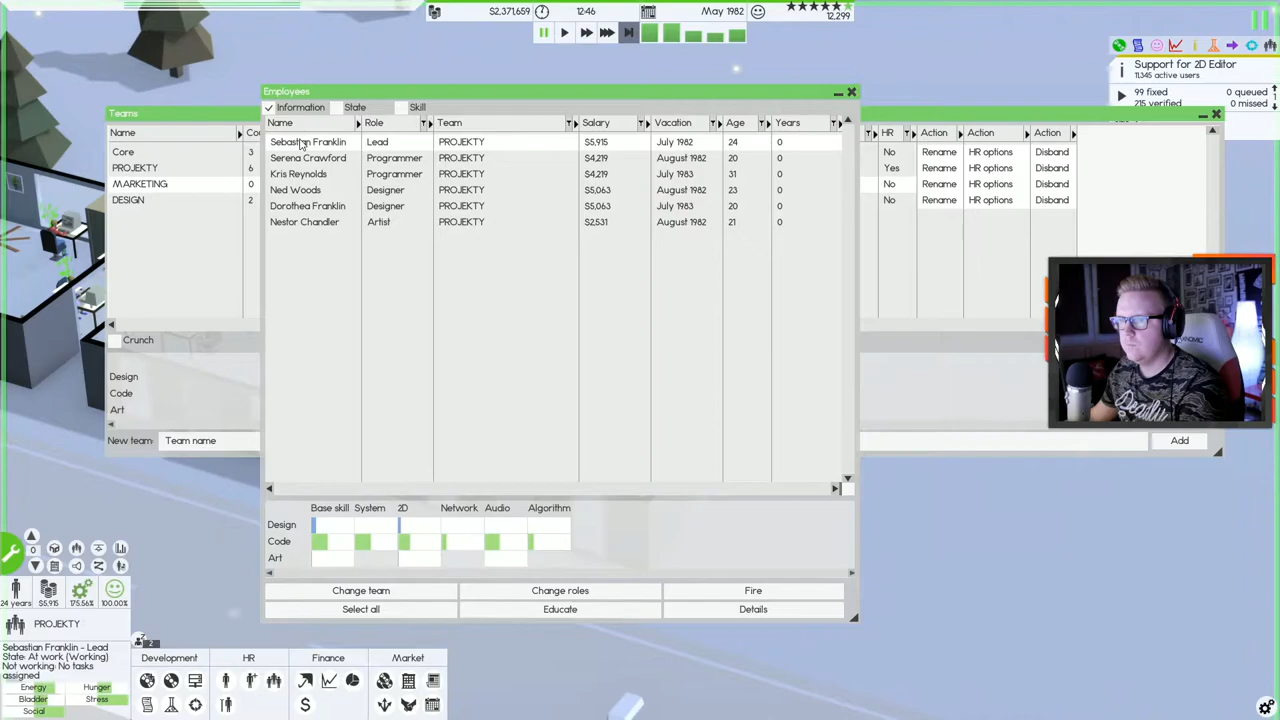 $2,371,659
12:46
May 1982
12,299
Support for 2D Editor
11,345 active users
99 fixed 0 queued
215 verified 0 missed
Teams
Name
Core 3
PROJEKTY 6
MARKETING 0
DESIGN 2
Crunch
Design
Code
Art
New team: Team name
Employees
Information State Skill
Name Role Team Salary Vacation Age Years
Sebastian Franklin Lead PROJEKTY $5,915 July 1982 24 0
Serena Crawford Programmer PROJEKTY $4,219 August 1982 20 0
Kris Reynolds Programmer PROJEKTY $4,219 July 1983 31 0
Ned Woods Designer PROJEKTY $5,063 August 1982 23 0
Dorothea Franklin Designer PROJEKTY $5,063 July 1983 20 0
Nestor Chandler Artist PROJEKTY $2,531 August 1982 21 0
Base skill System 2D Network Audio Algorithm
Design
Code
Art
Change team Change roles Fire
Select all Educate Details
HR Action Action Action
No Rename HR options Disband
Yes Rename HR options Disband
No Rename HR options Disband
No Rename HR options Disband
Add
0
24 years $5,915 175.56% 100.00%
PROJEKTY
2
Sebastian Franklin - Lead
State: At work (Working)
Not working: No tasks
assigned
Energy Hunger
Bladder Stress
Social
Development HR Finance Market